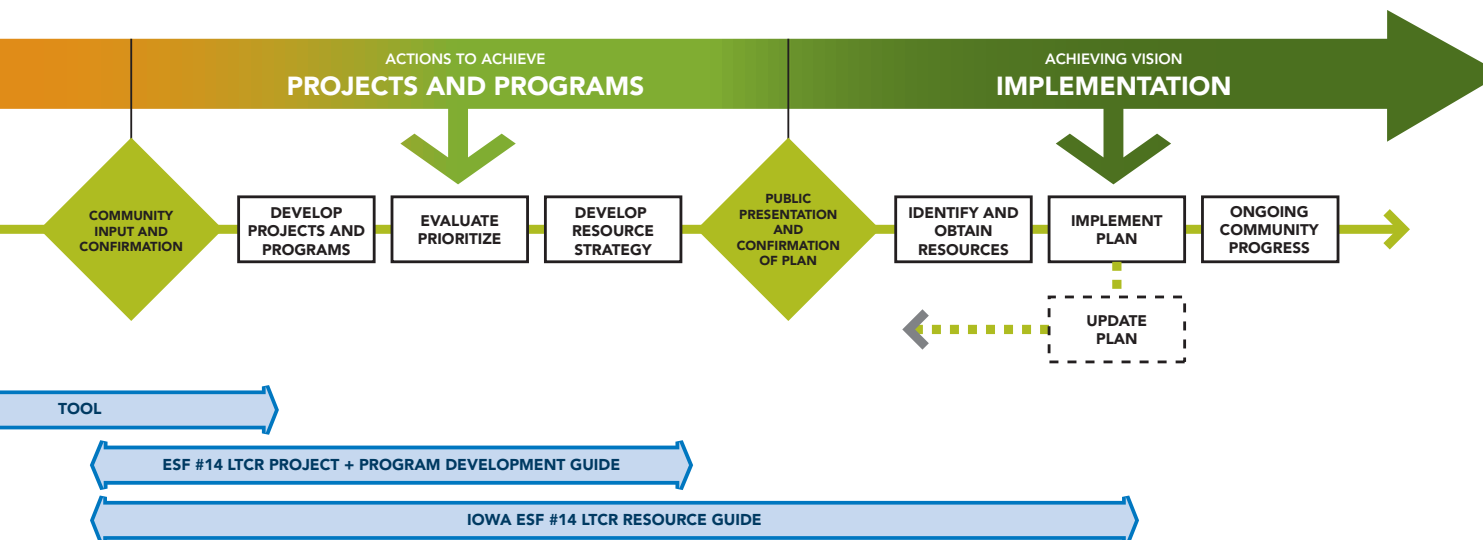 ACTIONS TO ACHIEVE
PROJECTS AND PROGRAMS
ACHIEVING VISION
IMPLEMENTATION
COMMUNITY
INPUT AND
CONFIRMATION
DEVELOP
PROJECTS AND
PROGRAMS
EVALUATE
PRIORITIZE
DEVELOP
RESOURCE
STRATEGY
PUBLIC
PRESENTATION
AND
CONFIRMATION
OF PLAN
IDENTIFY AND
OBTAIN
RESOURCES
IMPLEMENT
PLAN
ONGOING
COMMUNITY
PROGRESS
UPDATE
PLAN
TOOL
ESF #14 LTCR PROJECT + PROGRAM DEVELOPMENT GUIDE
IOWA ESF #14 LTCR RESOURCE GUIDE